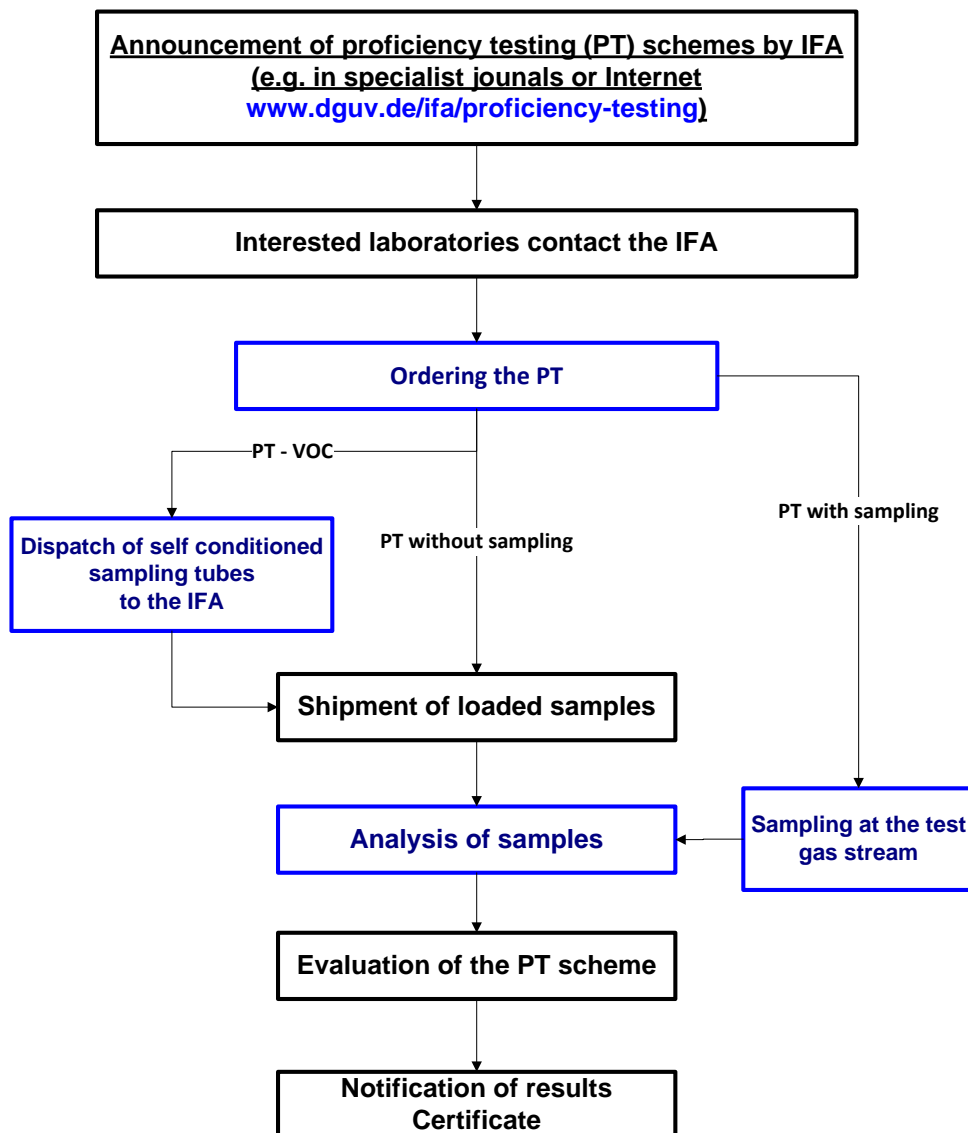 Announcement of proficiency testing (PT) schemes by IFA
(e.g. in specialist jounals or Internet
www.dguv.de/ifa/proficiency-testing)
Interested laboratories contact the IFA
Ordering the PT
PT - VOC
PT with sampling
Dispatch of self conditioned
sampling tubes
to the IFA
PT without sampling
Shipment of loaded samples
Analysis of samples
Sampling at the test
gas stream
Evaluation of the PT scheme
Notification of results
Certificate